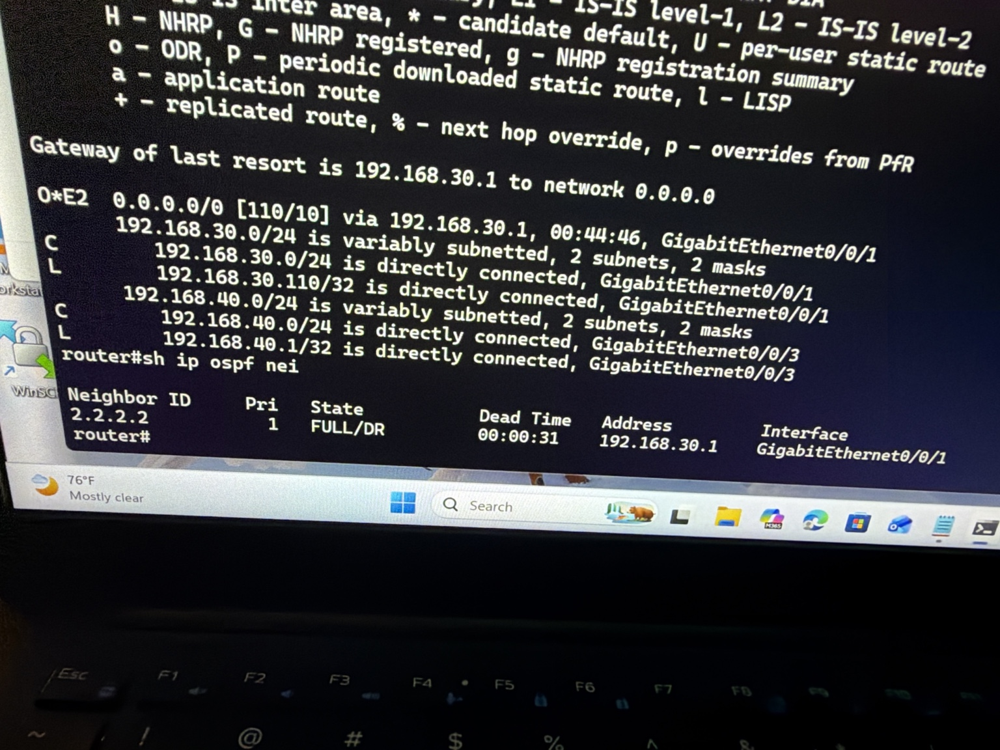 IS-IS inter area, * - candidate default, U - per-user static route
L1 - IS-IS level-1, L2 - IS-IS level-2
H - NHRP, G - NHRP registered, g - NHRP registration summary
o - ODR, P - periodic downloaded static route, l - LISP
a - application route
+ - replicated route, % - next hop override, p - overrides from PfR
Gateway of last resort is 192.168.30.1 to network 0.0.0.0
O*E2 0.0.0.0/0 [110/10] via 192.168.30.1, 00:44:46, GigabitEthernet0/0/1
192.168.30.0/24 is variably subnetted, 2 subnets, 2 masks
C 192.168.30.0/24 is directly connected, GigabitEthernet0/0/1
L 192.168.30.110/32 is directly connected, GigabitEthernet0/0/1
192.168.40.0/24 is variably subnetted, 2 subnets, 2 masks
C 192.168.40.0/24 is directly connected, GigabitEthernet0/0/3
L 192.168.40.1/32 is directly connected, GigabitEthernet0/0/3
router#sh ip ospf nei
Neighbor ID Pri State Dead Time Address Interface
2.2.2.2 1 FULL/DR 00:00:31 192.168.30.1 GigabitEthernet0/0/1
router#
WinSC
76°F
Mostly clear
Search
M365
Esc F1 F2 F3 F4 F5 F6 F7 F8 F9 F10
~ ! @ # $ % ^ &